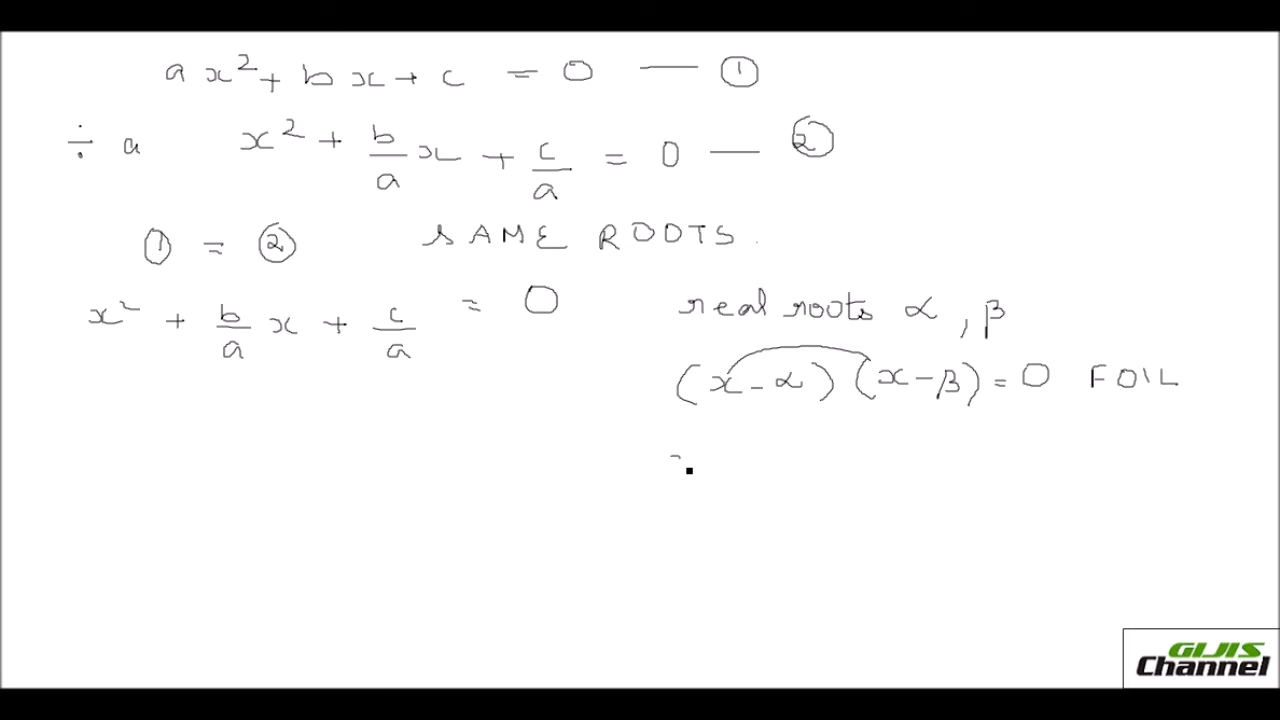 ax² + bx + c = 0 — ①
÷ a x² + b/a x + c/a = 0 — ②
① = ② SAME ROOTS.
x² + b/a x + c/a = 0
real roots α, β
(x - α) (x - β) = 0 FOIL
GIJIS
Channel